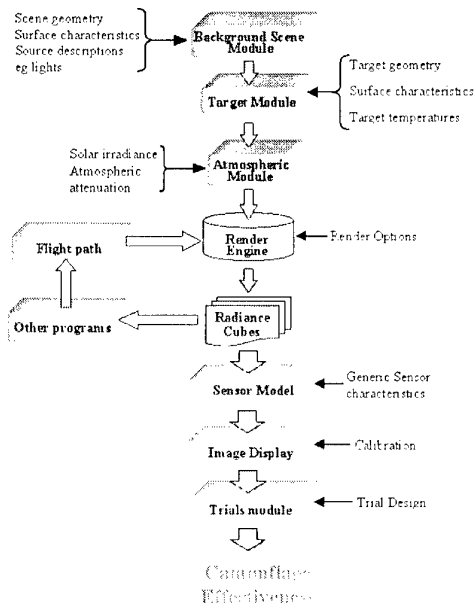 Scene geometry
Surface characteristics
Source descriptions
eg lights
Background Scene
Module
Target Module
Target geometry
Surface characteristics
Target temperatures
Solar irradiance
Atmospheric
attenuation
Atmospheric
Module
Flight path
Render
Engine
Render Options
Other programs
Radiance
Cubes
Sensor Model
Generic Sensor
characteristics
Image Display
Calibration
Trials module
Trial Design
Camouflage
Effectiveness